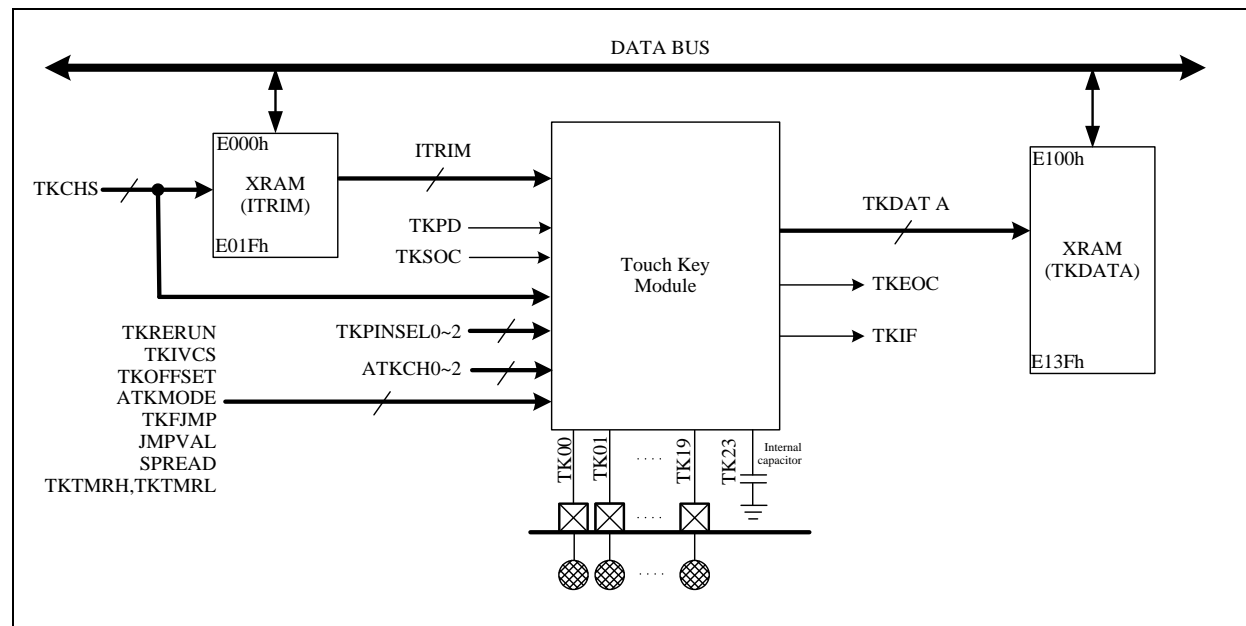 DATA BUS
E000h
XRAM
(ITRIM)
E01Fh
TKCHS
ITRIM
TKPD
TKSOC
TKPINSEL0~2
ATKCH0~2
TKRERUN
TKIVCS
TKOFFSET
ATKMODE
TKFJMP
JMPVAL
SPREAD
TKTMRH,TKTMRL
Touch Key
Module
TKDAT A
TKEOC
TKIF
E100h
XRAM
(TKDATA)
E13Fh
TK00
TK01
....
TK19
TK23
Internal
capacitor
....
....